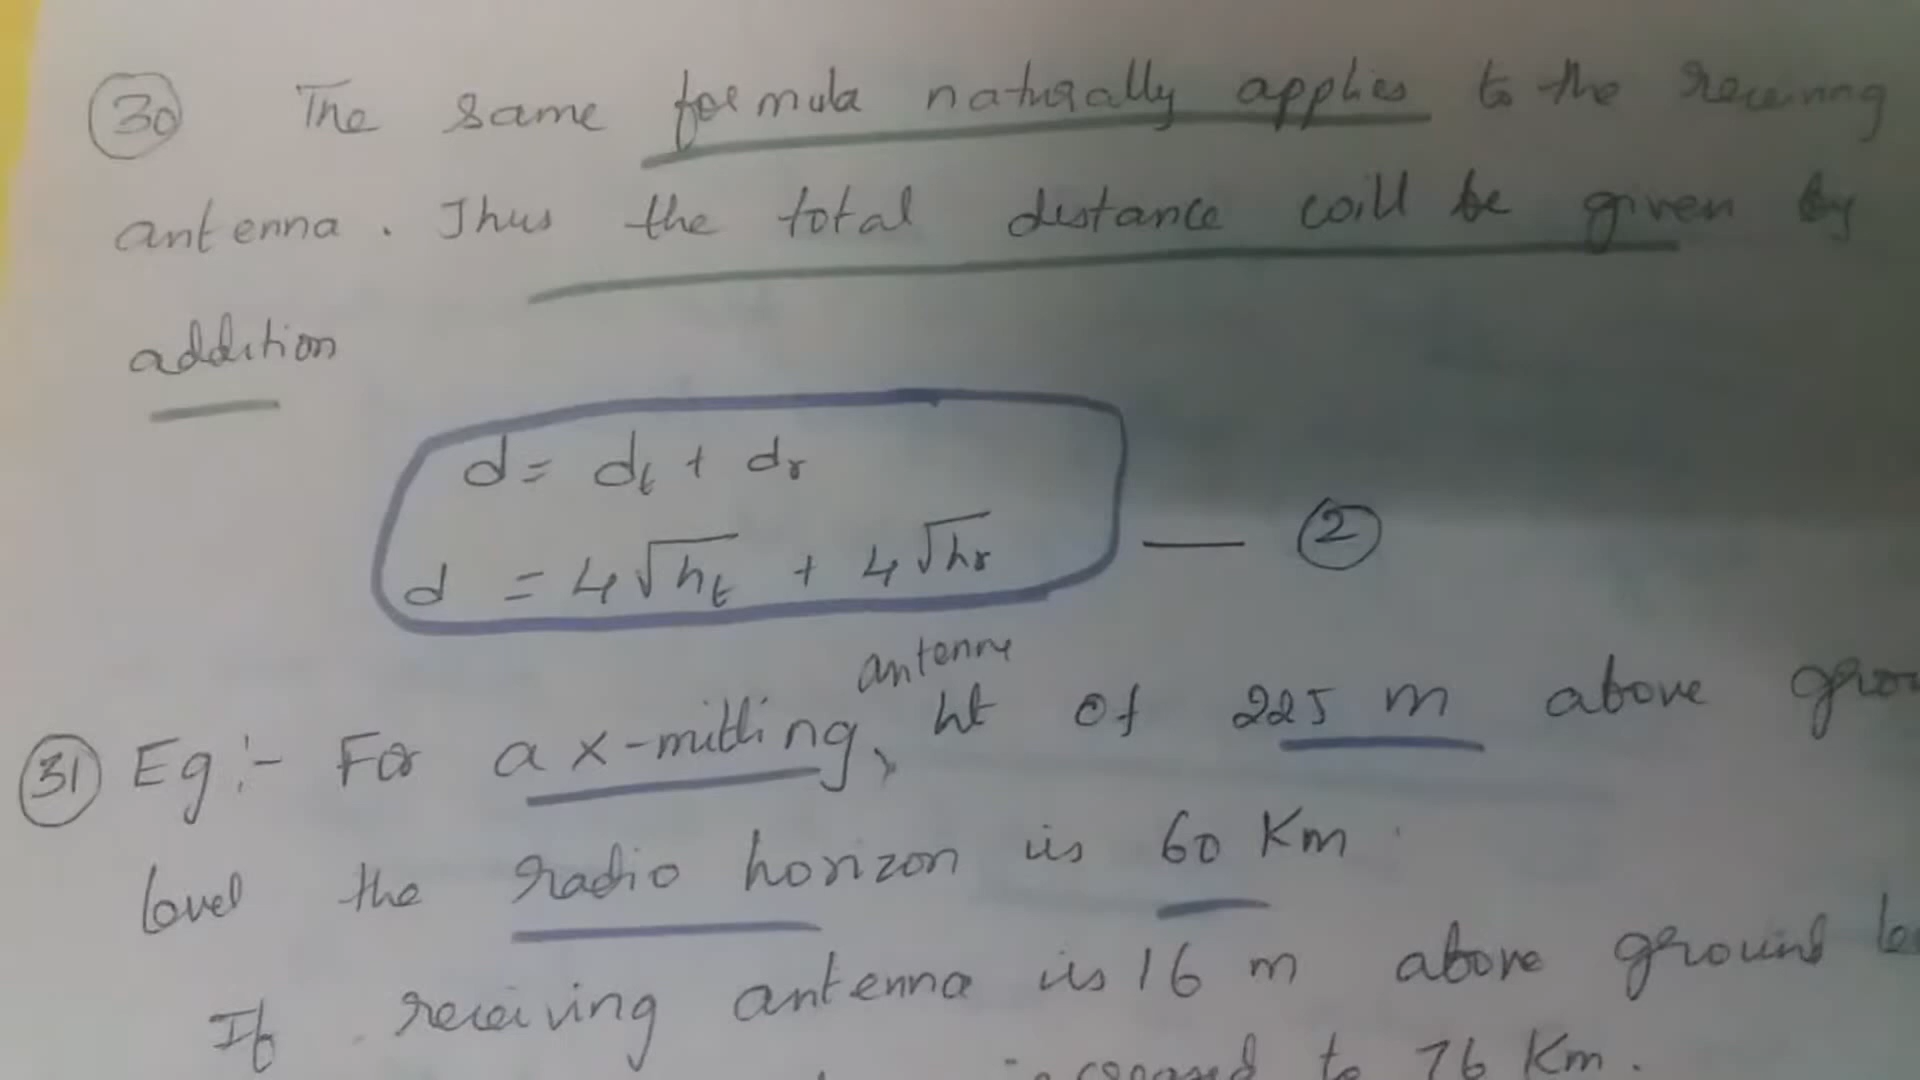 30 The same formula naturally applies to the receiving
antenna. Thus the total distance will be given by
addition
d = dt + dr
d = 4√ht + 4√hr — 2
antenne
31 Eg:- For a x-mitting, ht of 225 m above
level the radio horizon is 60 Km.
If receiving antenna is 16 m above ground
to 76 Km.